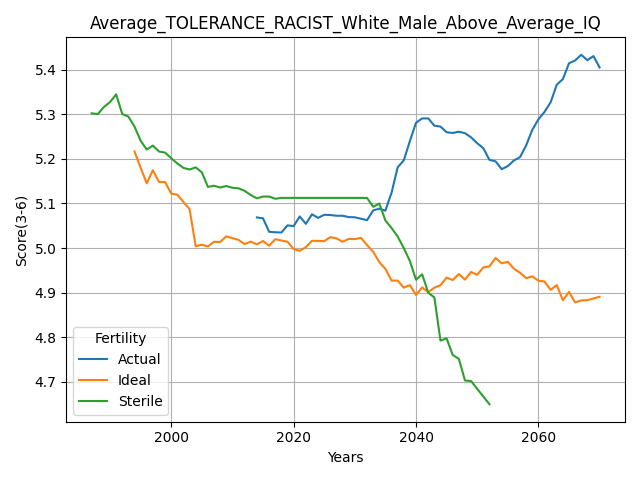 Average_TOLERANCE_RACIST_White_Male_Above_Average_IQ
Score(3-6)
5.4
5.3
5.2
5.1
5.0
4.9
4.8
4.7
Fertility
Actual
Ideal
Sterile
2000
2020
2040
2060
Years